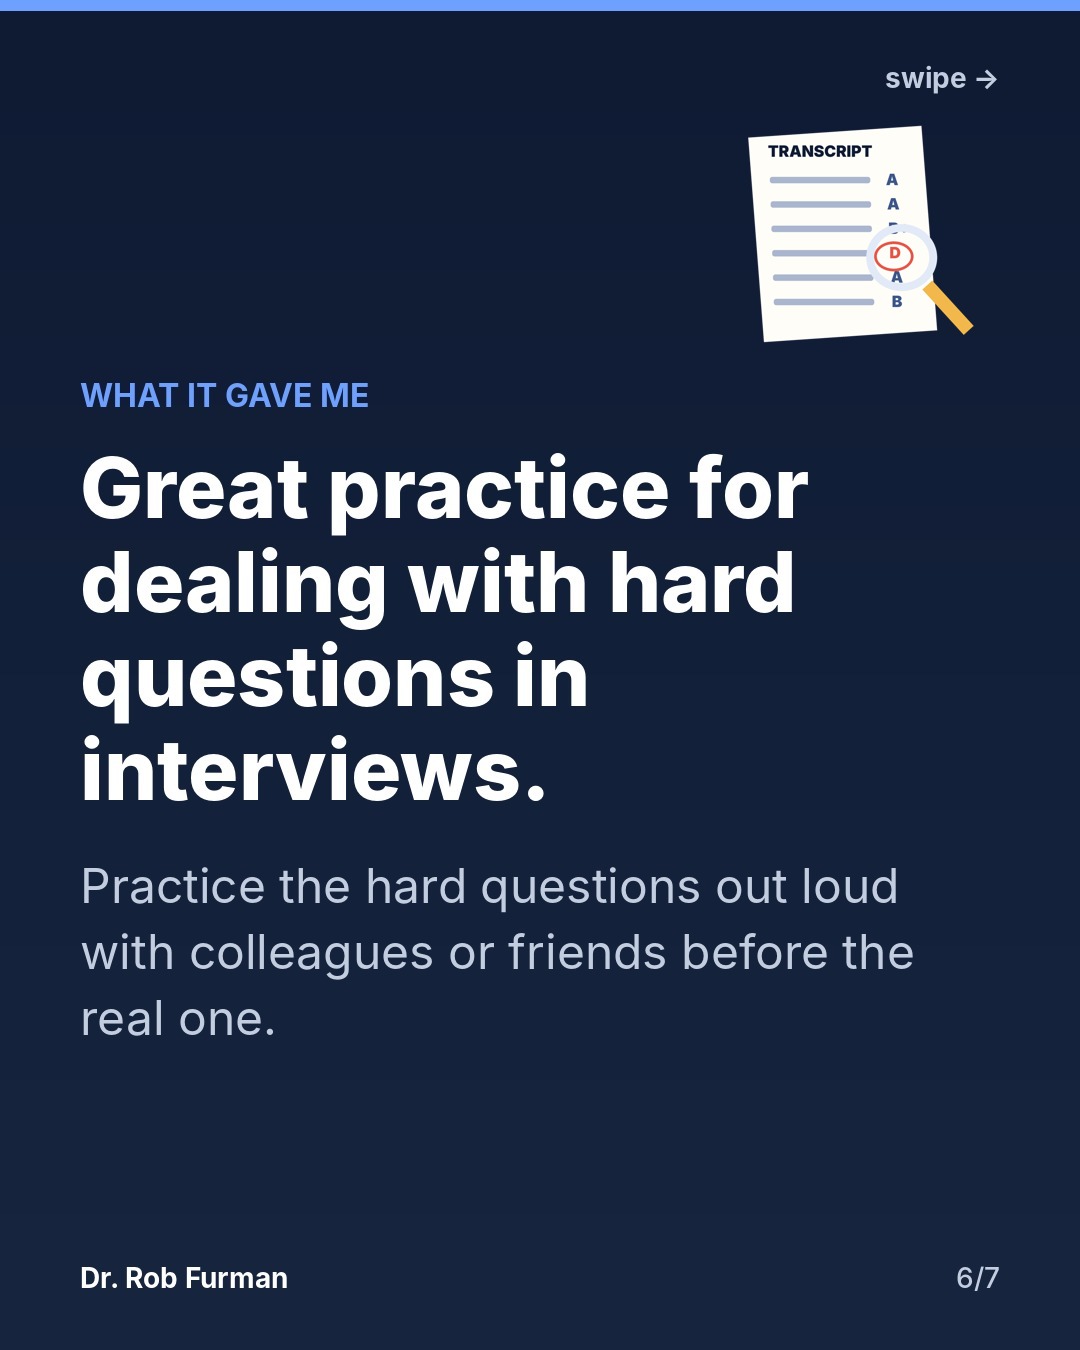 swipe →
TRANSCRIPT
A
A
D
A
B
WHAT IT GAVE ME
Great practice for
dealing with hard
questions in
interviews.
Practice the hard questions out loud
with colleagues or friends before the
real one.
Dr. Rob Furman
6/7